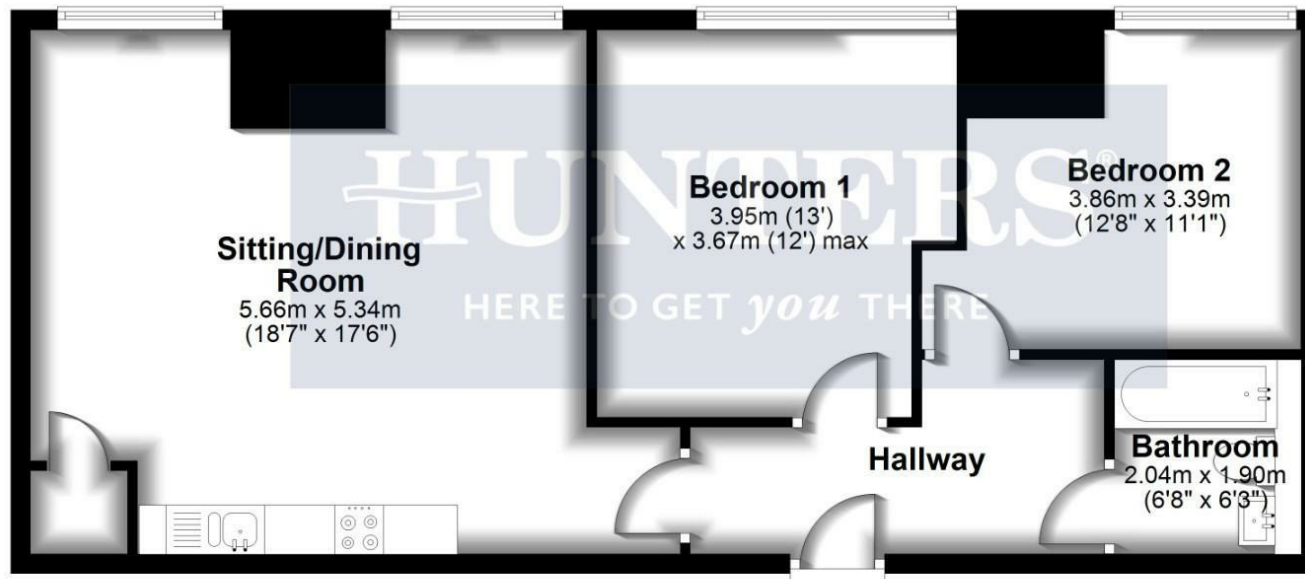 HUNTERS®
HERE TO GET you THERE
Sitting/Dining
Room
5.66m x 5.34m
(18'7" x 17'6")
Bedroom 1
3.95m (13')
x 3.67m (12') max
Bedroom 2
3.86m x 3.39m
(12'8" x 11'1")
Hallway
Bathroom
2.04m x 1.90m
(6'8" x 6'3")